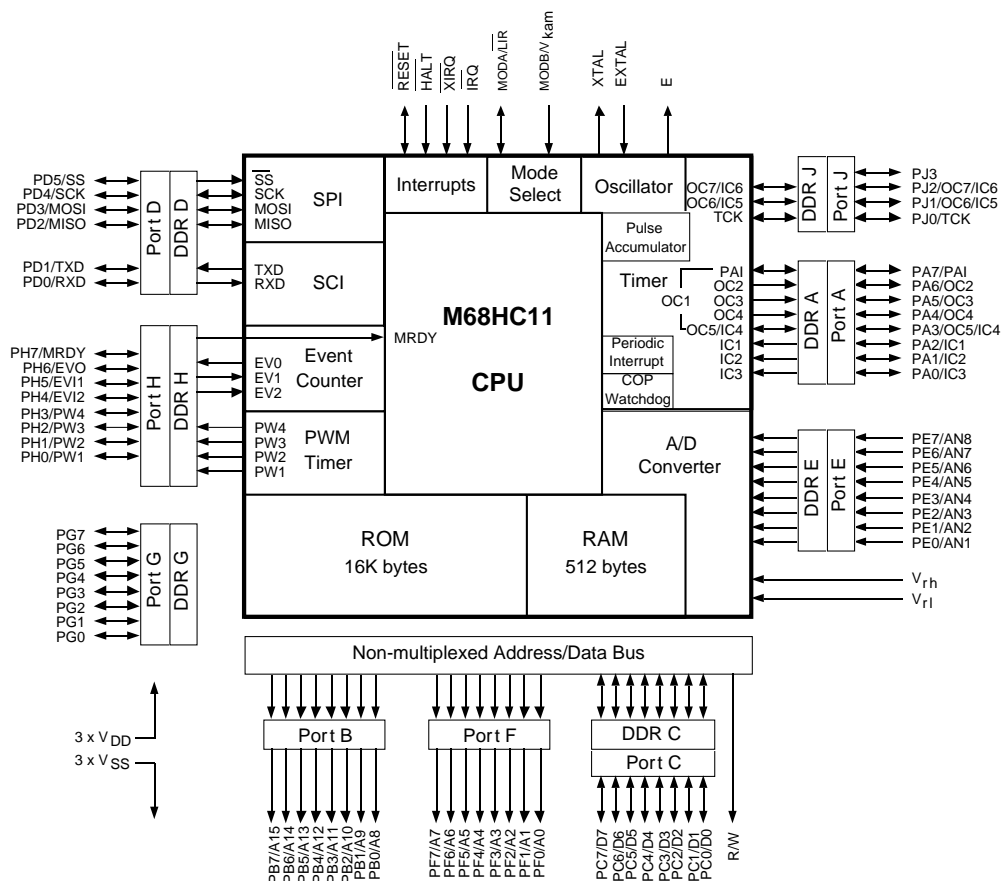 RESET
HALT
XIRQ
IRQ
MODA/LIR
MODB/Vkam
XTAL
EXTAL
E
PD5/SS
PD4/SCK
PD3/MOSI
PD2/MISO
PD1/TXD
PD0/RXD
Port D
DDR D
SS
SCK
MOSI
MISO
SPI
TXD
RXD
SCI
Interrupts
Mode
Select
Oscillator
OC7/IC6
OC6/IC5
TCK
DDR J
Port J
PJ3
PJ2/OC7/IC6
PJ1/OC6/IC5
PJ0/TCK
Pulse
Accumulator
Timer
PAI
OC2
OC3
OC4
OC5/IC4
IC1
IC2
IC3
OC1
DDR A
Port A
PA7/PAI
PA6/OC2
PA5/OC3
PA4/OC4
PA3/OC5/IC4
PA2/IC1
PA1/IC2
PA0/IC3
M68HC11
CPU
MRDY
Periodic
Interrupt
COP
Watchdog
PH7/MRDY
PH6/EVO
PH5/EVI1
PH4/EVI2
PH3/PW4
PH2/PW3
PH1/PW2
PH0/PW1
Port H
DDR H
EV0
EV1
EV2
Event
Counter
PW4
PW3
PW2
PW1
PWM
Timer
A/D
Converter
DDR E
Port E
PE7/AN8
PE6/AN7
PE5/AN6
PE4/AN5
PE3/AN4
PE2/AN3
PE1/AN2
PE0/AN1
Vrh
Vrl
PG7
PG6
PG5
PG4
PG3
PG2
PG1
PG0
Port G
DDR G
ROM
16K bytes
RAM
512 bytes
Non-multiplexed Address/Data Bus
3 x VDD
3 x VSS
Port B
Port F
DDR C
Port C
PB7/A15
PB6/A14
PB5/A13
PB4/A12
PB3/A11
PB2/A10
PB1/A9
PB0/A8
PF7/A7
PF6/A6
PF5/A5
PF4/A4
PF3/A3
PF2/A2
PF1/A1
PF0/A0
PC7/D7
PC6/D6
PC5/D5
PC4/D4
PC3/D3
PC2/D2
PC1/D1
PC0/D0
R/W